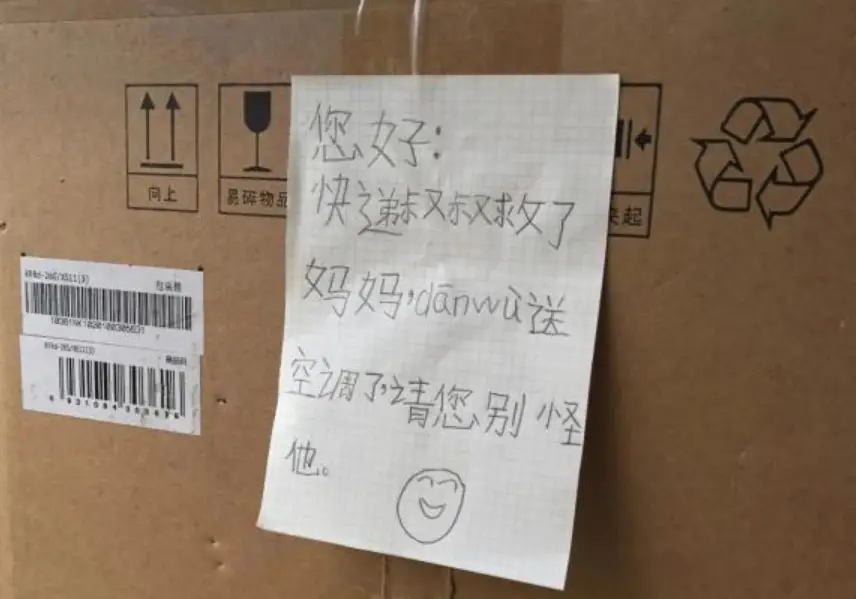 向上
易碎物品
您好：
快递叔叔救了
妈妈，dānwù送
空调了，请您别怪
他。